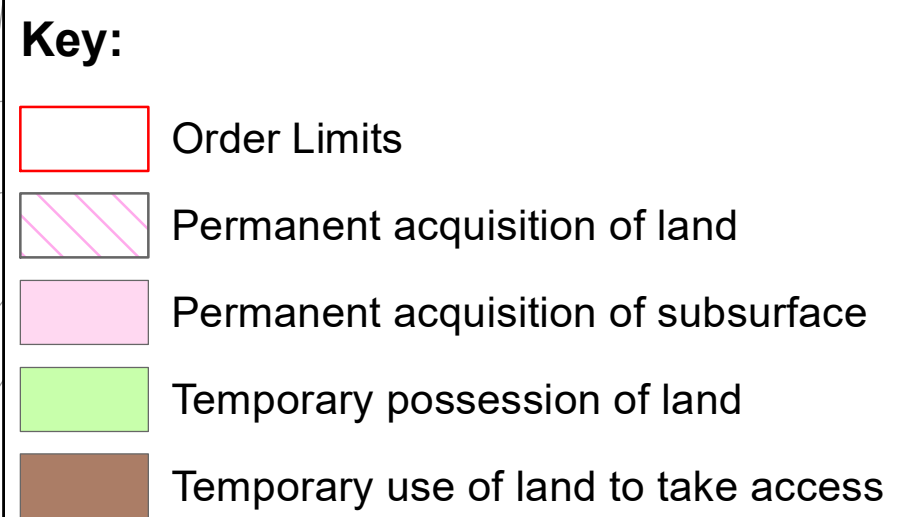 Key:
Order Limits
Permanent acquisition of land
Permanent acquisition of subsurface
Temporary possession of land
Temporary use of land to take access